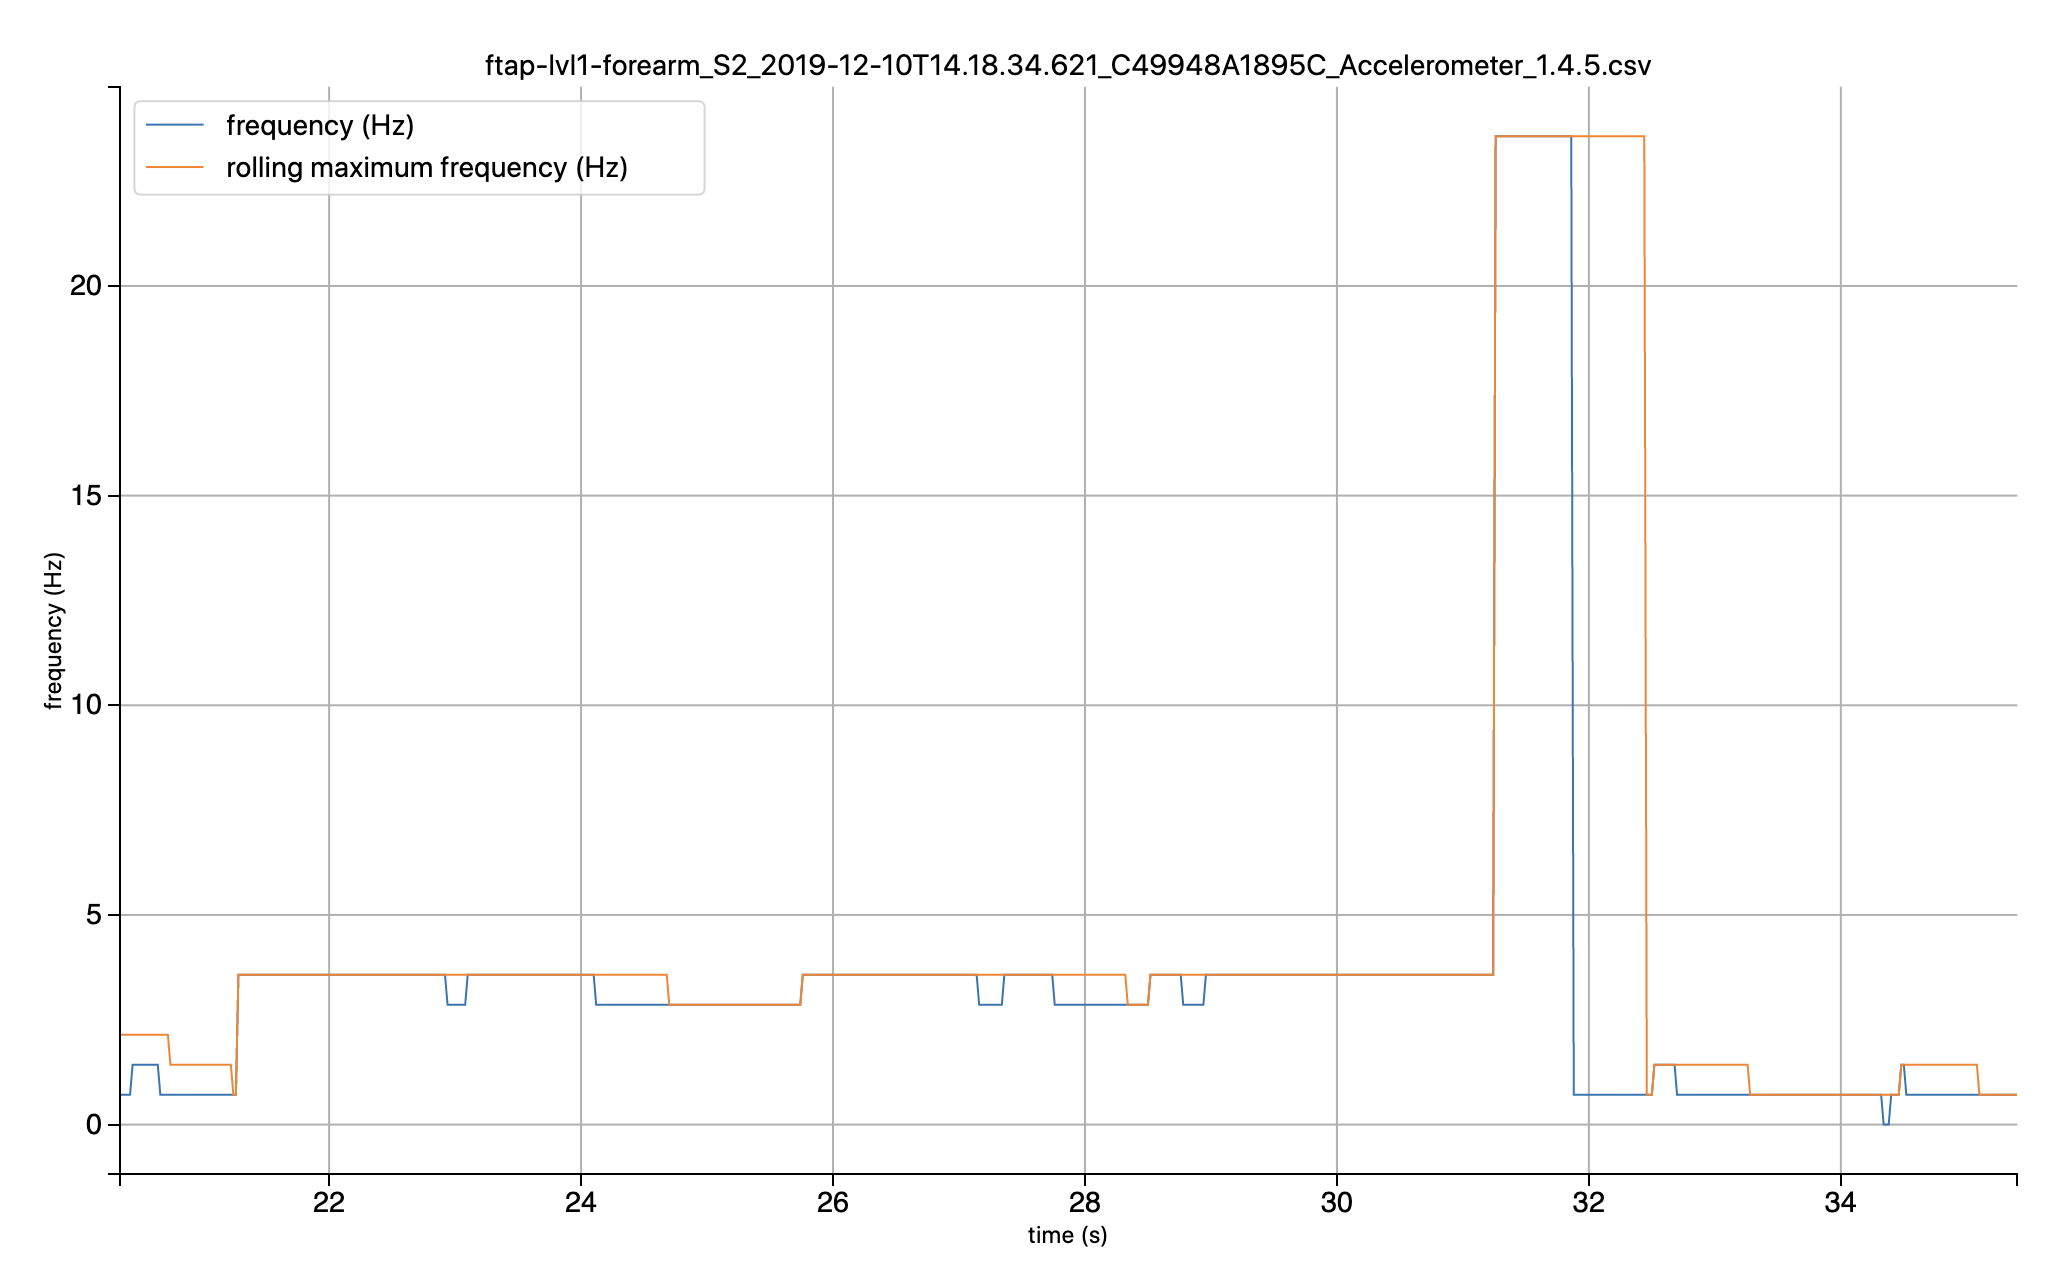 ftap-lvl1-forearm_S2_2019-12-10T14.18.34.621_C49948A1895C_Accelerometer_1.4.5.csv
frequency (Hz)
rolling maximum frequency (Hz)
20
15
10
5
0
frequency (Hz)
22 24 26 28 30 32 34
time (s)